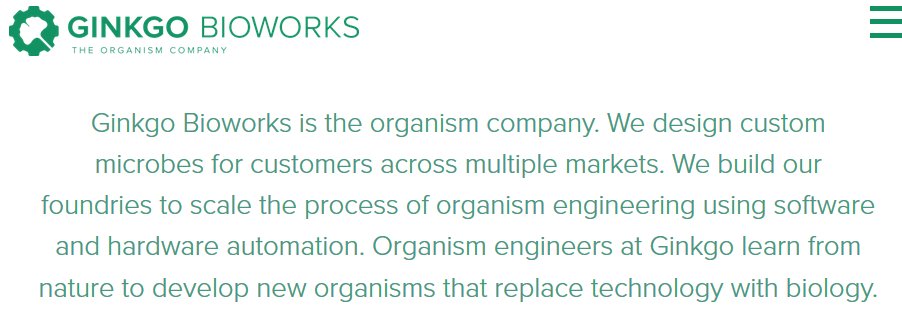 GINKGO BIOWORKS
THE ORGANISM COMPANY
Ginkgo Bioworks is the organism company. We design custom
microbes for customers across multiple markets. We build our
foundries to scale the process of organism engineering using software
and hardware automation. Organism engineers at Ginkgo learn from
nature to develop new organisms that replace technology with biology.